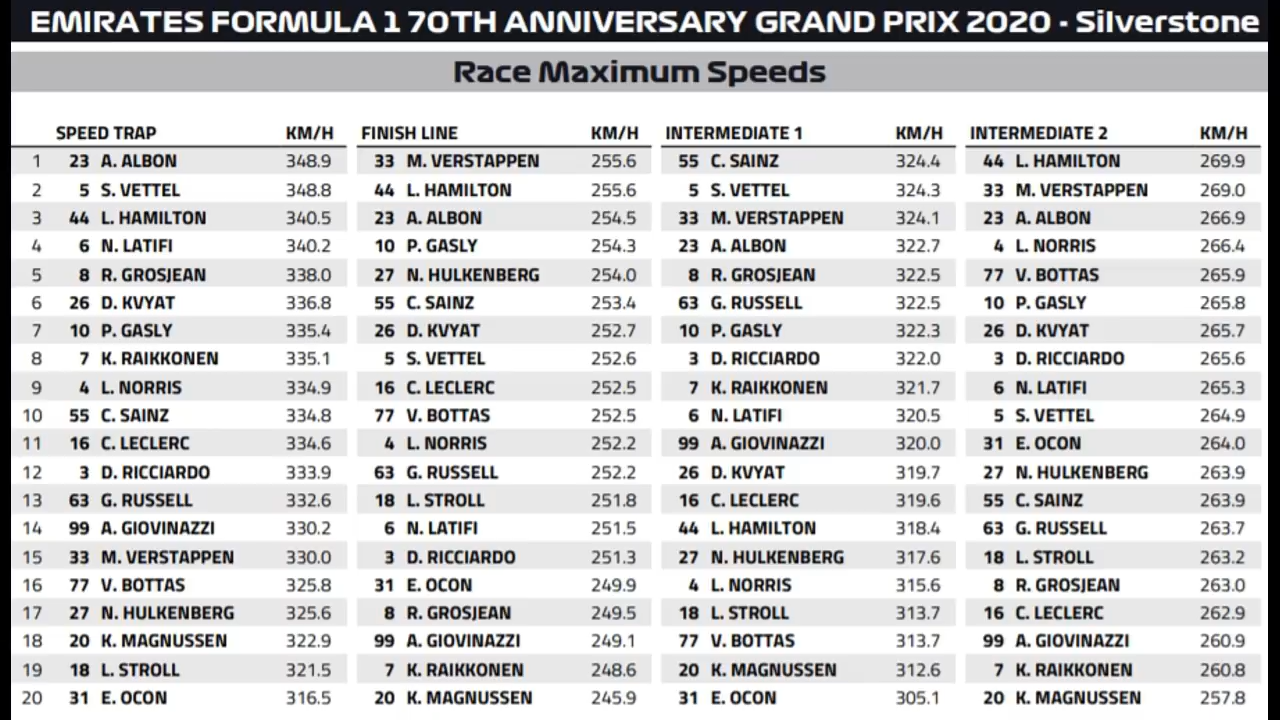 EMIRATES FORMULA 1 70TH ANNIVERSARY GRAND PRIX 2020 - Silverstone
Race Maximum Speeds
SPEED TRAP KM/H FINISH LINE KM/H INTERMEDIATE 1 KM/H INTERMEDIATE 2 KM/H
1 23 A. ALBON 348.9 33 M. VERSTAPPEN 255.6 55 C. SAINZ 324.4 44 L. HAMILTON 269.9
2 5 S. VETTEL 348.8 44 L. HAMILTON 255.6 5 S. VETTEL 324.3 33 M. VERSTAPPEN 269.0
3 44 L. HAMILTON 340.5 23 A. ALBON 254.5 33 M. VERSTAPPEN 324.1 23 A. ALBON 266.9
4 6 N. LATIFI 340.2 10 P. GASLY 254.3 23 A. ALBON 322.7 4 L. NORRIS 266.4
5 8 R. GROSJEAN 338.0 27 N. HULKENBERG 254.0 8 R. GROSJEAN 322.5 77 V. BOTTAS 265.9
6 26 D. KVYAT 336.8 55 C. SAINZ 253.4 63 G. RUSSELL 322.5 10 P. GASLY 265.8
7 10 P. GASLY 335.4 26 D. KVYAT 252.7 10 P. GASLY 322.3 26 D. KVYAT 265.7
8 7 K. RAIKKONEN 335.1 5 S. VETTEL 252.6 3 D. RICCIARDO 322.0 3 D. RICCIARDO 265.6
9 4 L. NORRIS 334.9 16 C. LECLERC 252.5 7 K. RAIKKONEN 321.7 6 N. LATIFI 265.3
10 55 C. SAINZ 334.8 77 V. BOTTAS 252.5 6 N. LATIFI 320.5 5 S. VETTEL 264.9
11 16 C. LECLERC 334.6 4 L. NORRIS 252.2 99 A. GIOVINAZZI 320.0 31 E. OCON 264.0
12 3 D. RICCIARDO 333.9 63 G. RUSSELL 252.2 26 D. KVYAT 319.7 27 N. HULKENBERG 263.9
13 63 G. RUSSELL 332.6 18 L. STROLL 251.8 16 C. LECLERC 319.6 55 C. SAINZ 263.9
14 99 A. GIOVINAZZI 330.2 6 N. LATIFI 251.5 44 L. HAMILTON 318.4 63 G. RUSSELL 263.7
15 33 M. VERSTAPPEN 330.0 3 D. RICCIARDO 251.3 27 N. HULKENBERG 317.6 18 L. STROLL 263.2
16 77 V. BOTTAS 325.8 31 E. OCON 249.9 4 L. NORRIS 315.6 8 R. GROSJEAN 263.0
17 27 N. HULKENBERG 325.6 8 R. GROSJEAN 249.5 18 L. STROLL 313.7 16 C. LECLERC 262.9
18 20 K. MAGNUSSEN 322.9 99 A. GIOVINAZZI 249.1 77 V. BOTTAS 313.7 99 A. GIOVINAZZI 260.9
19 18 L. STROLL 321.5 7 K. RAIKKONEN 248.6 20 K. MAGNUSSEN 312.6 7 K. RAIKKONEN 260.8
20 31 E. OCON 316.5 20 K. MAGNUSSEN 245.9 31 E. OCON 305.1 20 K. MAGNUSSEN 257.8